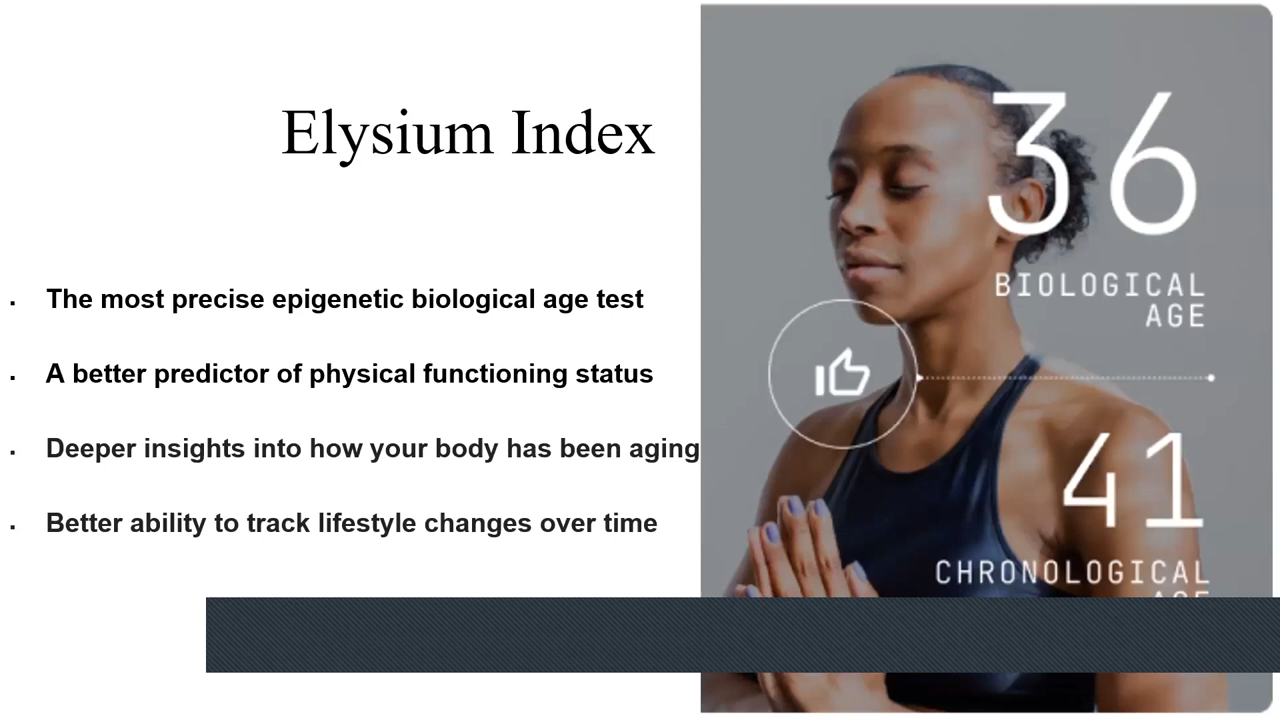 Elysium Index
▪ The most precise epigenetic biological age test
▪ A better predictor of physical functioning status
▪ Deeper insights into how your body has been aging
▪ Better ability to track lifestyle changes over time
36
BIOLOGICAL
AGE
41
CHRONOLOGICAL